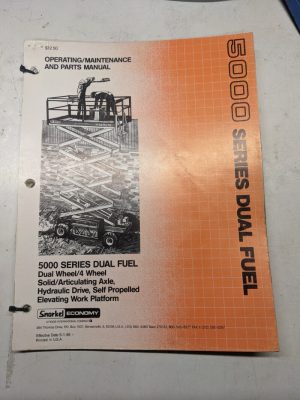 $12.50
OPERATING/MAINTENANCE
AND PARTS MANUAL
5000 SERIES DUAL FUEL
5000 SERIES DUAL FUEL
Dual Wheel/4 Wheel
Solid/Articulating Axle,
Hydraulic Drive, Self Propelled
Elevating Work Platform
Snorkel ECONOMY
Printed in U.S.A.